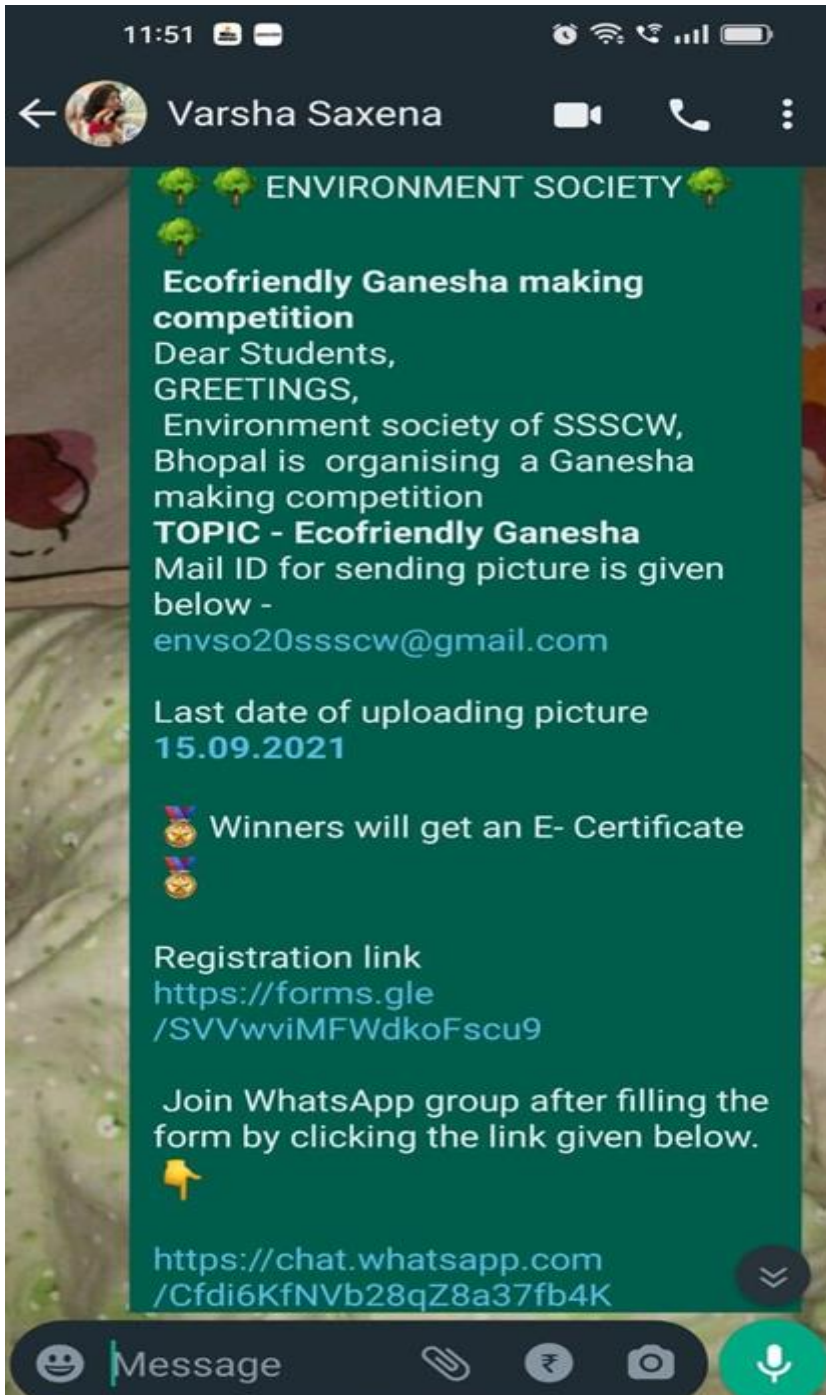 11:51
Varsha Saxena
🌳 🌳 ENVIRONMENT SOCIETY🌳
🌳
Ecofriendly Ganesha making
competition
Dear Students,
GREETINGS,
Environment society of SSSCW,
Bhopal is organising a Ganesha
making competition
TOPIC - Ecofriendly Ganesha
Mail ID for sending picture is given
below -
envso20ssscw@gmail.com
Last date of uploading picture
15.09.2021
🏅 Winners will get an E- Certificate
🏅
Registration link
https://forms.gle
/SVVwviMFWdkoFscu9
Join WhatsApp group after filling the
form by clicking the link given below.
👇
https://chat.whatsapp.com
/Cfdi6KfNVb28qZ8a37fb4K
Message